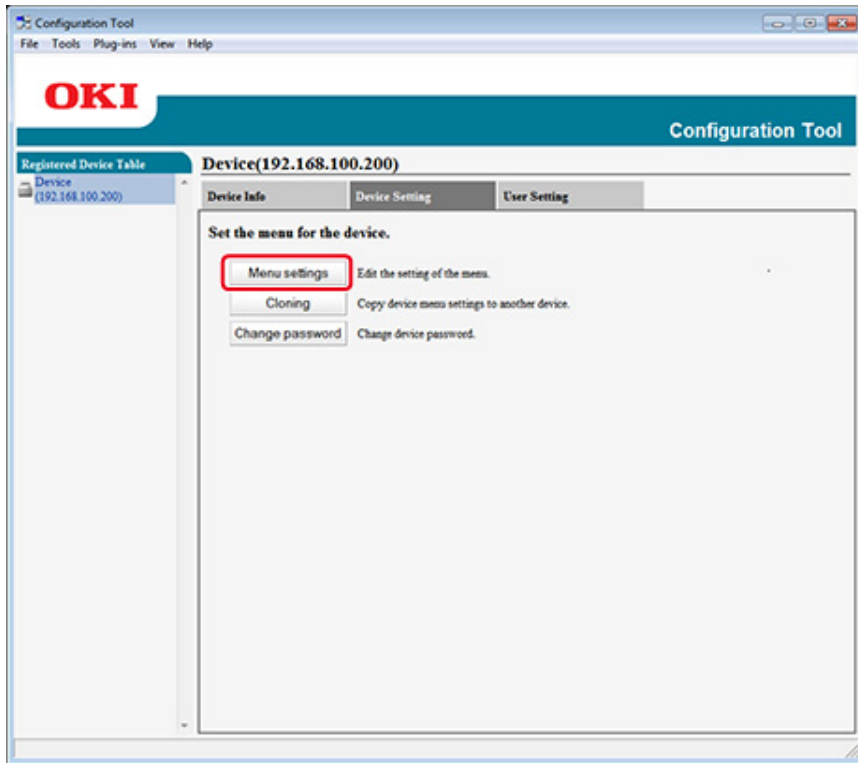 Configuration Tool
File Tools Plug-ins View Help
OKI
Configuration Tool
Registered Device Table
Device
(192.168.100.200)
Device(192.168.100.200)
Device Info Device Setting User Setting
Set the menu for the device.
Menu settings Edit the setting of the menu.
Cloning Copy device menu settings to another device.
Change password Change device password.